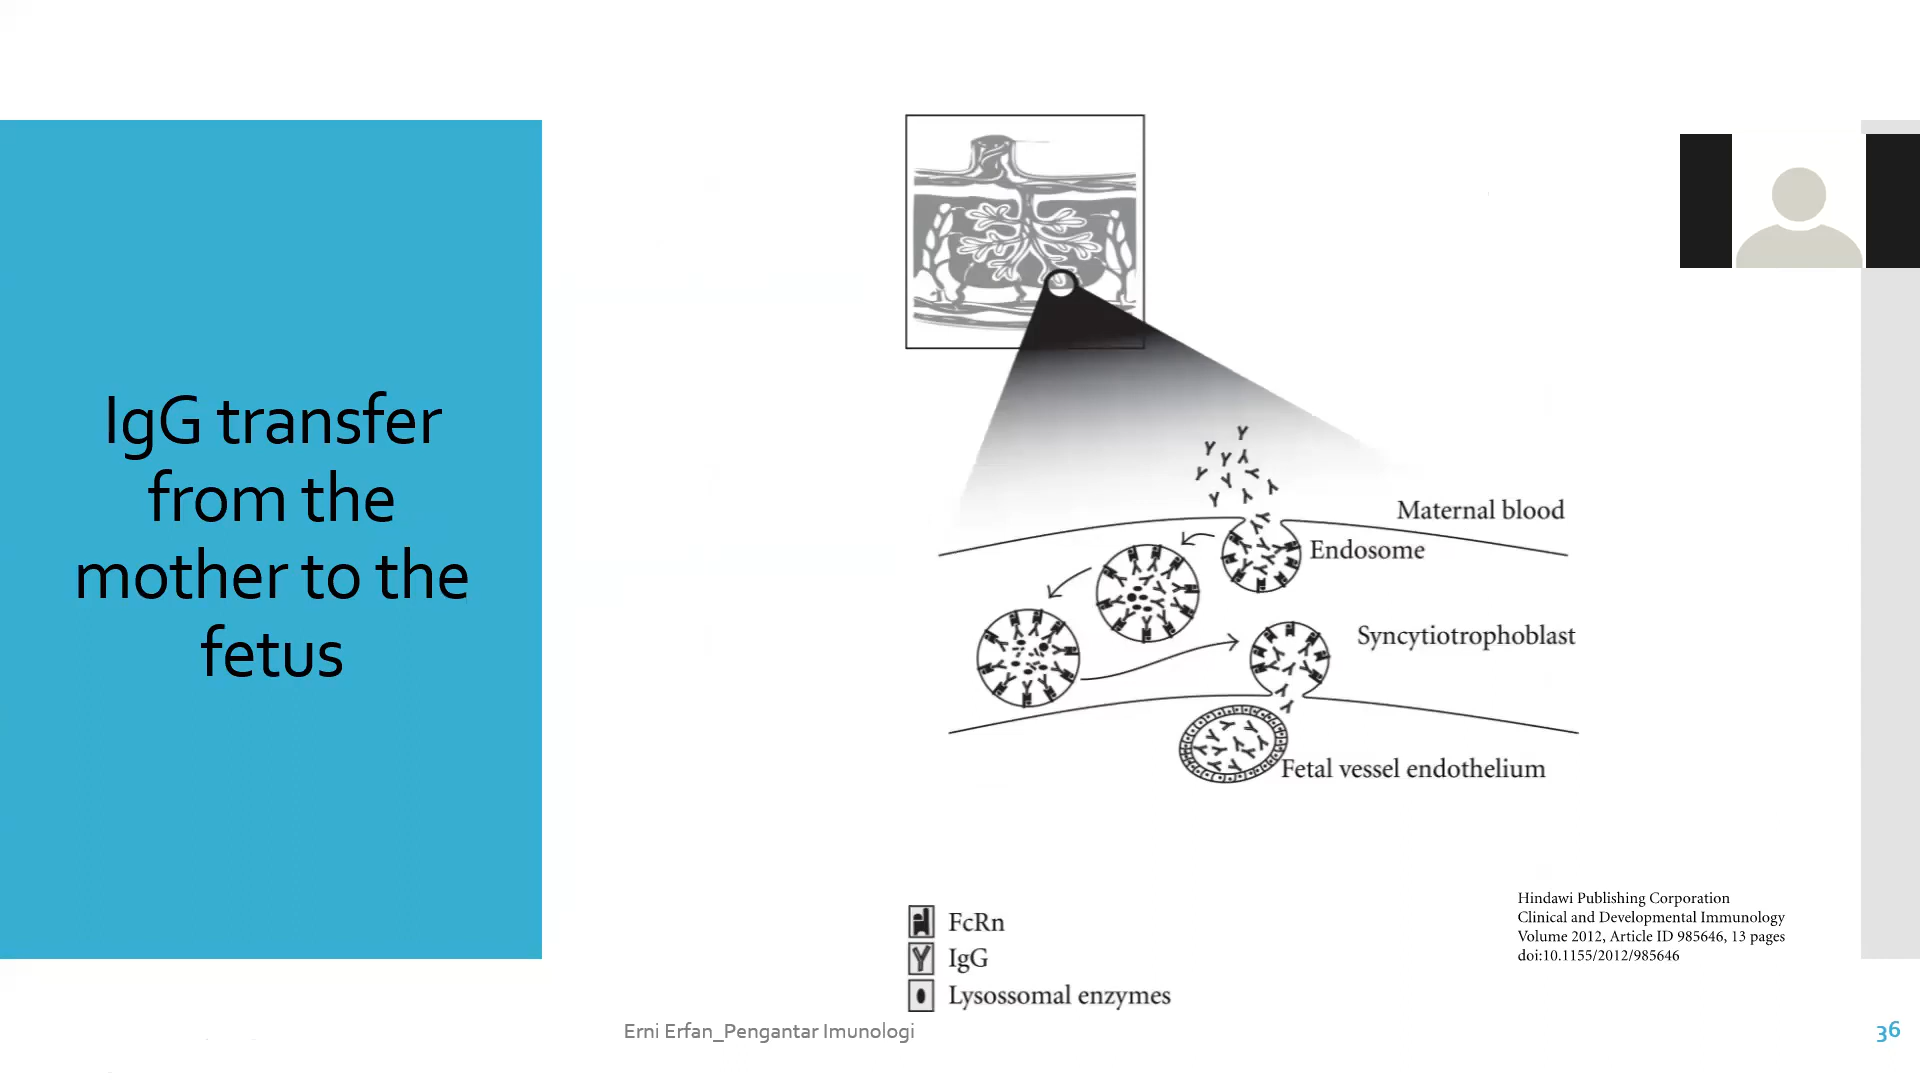 IgG transfer
from the
mother to the
fetus
Maternal blood
Endosome
Syncytiotrophoblast
Fetal vessel endothelium
FcRn
IgG
Lysossomal enzymes
Hindawi Publishing Corporation
Clinical and Developmental Immunology
Volume 2012, Article ID 985646, 13 pages
doi:10.1155/2012/985646
Erni Erfan_Pengantar Imunologi
36